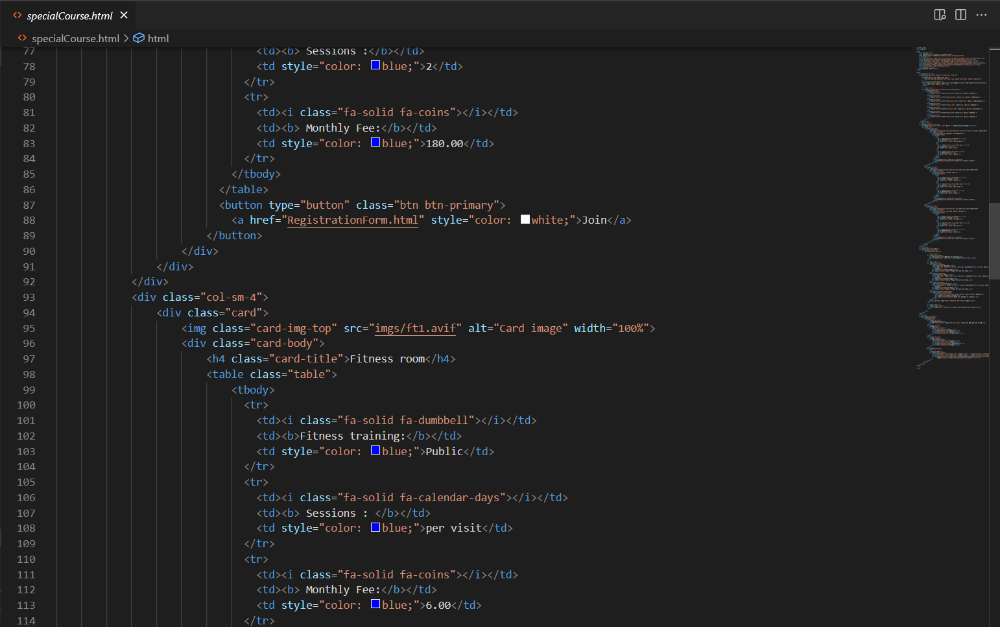 specialCourse.html
specialCourse.html > html
77 <td><b> Sessions :</b></td>
78 <td style="color: blue;">2</td>
79 </tr>
80 <tr>
81 <td><i class="fa-solid fa-coins"></i></td>
82 <td><b> Monthly Fee:</b></td>
83 <td style="color: blue;">180.00</td>
84 </tr>
85 </tbody>
86 </table>
87 <button type="button" class="btn btn-primary">
88 <a href="RegistrationForm.html" style="color: white;">Join</a>
89 </button>
90 </div>
91 </div>
92 </div>
93 <div class="col-sm-4">
94 <div class="card">
95 <img class="card-img-top" src="imgs/ft1.avif" alt="Card image" width="100%">
96 <div class="card-body">
97 <h4 class="card-title">Fitness room</h4>
98 <table class="table">
99 <tbody>
100 <tr>
101 <td><i class="fa-solid fa-dumbbell"></i></td>
102 <td><b>Fitness training:</b></td>
103 <td style="color: blue;">Public</td>
104 </tr>
105 <tr>
106 <td><i class="fa-solid fa-calendar-days"></i></td>
107 <td><b> Sessions : </b></td>
108 <td style="color: blue;">per visit</td>
109 </tr>
110 <tr>
111 <td><i class="fa-solid fa-coins"></i></td>
112 <td><b> Monthly Fee:</b></td>
113 <td style="color: blue;">6.00</td>
114 </tr>